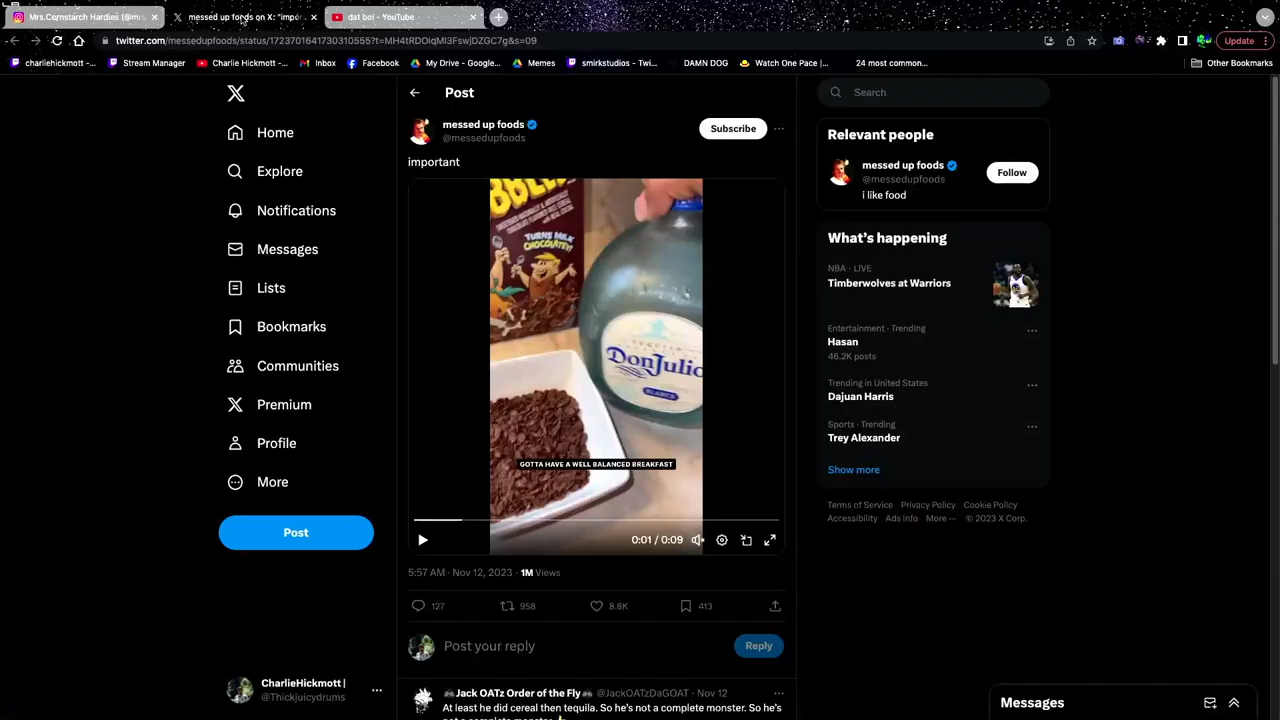 Mrs.Cornstarch Hardies (@m
messed up foods on X: "impo
dat boi - YouTube
twitter.com/messedupfoods/status/1723701641730310555?t=MH4tRDOiqMI3FswjDZGC7g&s=09
Update
charliehickmott -...
Stream Manager
Charlie Hickmott -...
Inbox
Facebook
My Drive - Google...
Memes
smirkstudios - Twi...
DAMN DOG
Watch One Pace |...
24 most common...
Other Bookmarks
Post
Search
Home
Explore
Notifications
Messages
Lists
Bookmarks
Communities
Premium
Profile
More
Post
CharlieHickmott |
@Thickjuicydrums
messed up foods
@messedupfoods
Subscribe
important
TURNS MILK
CHOCOLATEY!
TEQUILA
DonJulio
BLANCO
GOTTA HAVE A WELL BALANCED BREAKFAST
0:01 / 0:09
5:57 AM · Nov 12, 2023 · 1M Views
127
958
8.8K
413
Post your reply
Reply
Jack OATz Order of the Fly @JackOATzDaGOAT · Nov 12
At least he did cereal then tequila. So he's not a complete monster. So he's
not a complete monster
Relevant people
messed up foods
@messedupfoods
Follow
i like food
What's happening
NBA · LIVE
Timberwolves at Warriors
Entertainment · Trending
Hasan
46.2K posts
Trending in United States
Dajuan Harris
Sports · Trending
Trey Alexander
Show more
Terms of Service Privacy Policy Cookie Policy
Accessibility Ads info More ··· © 2023 X Corp.
Messages